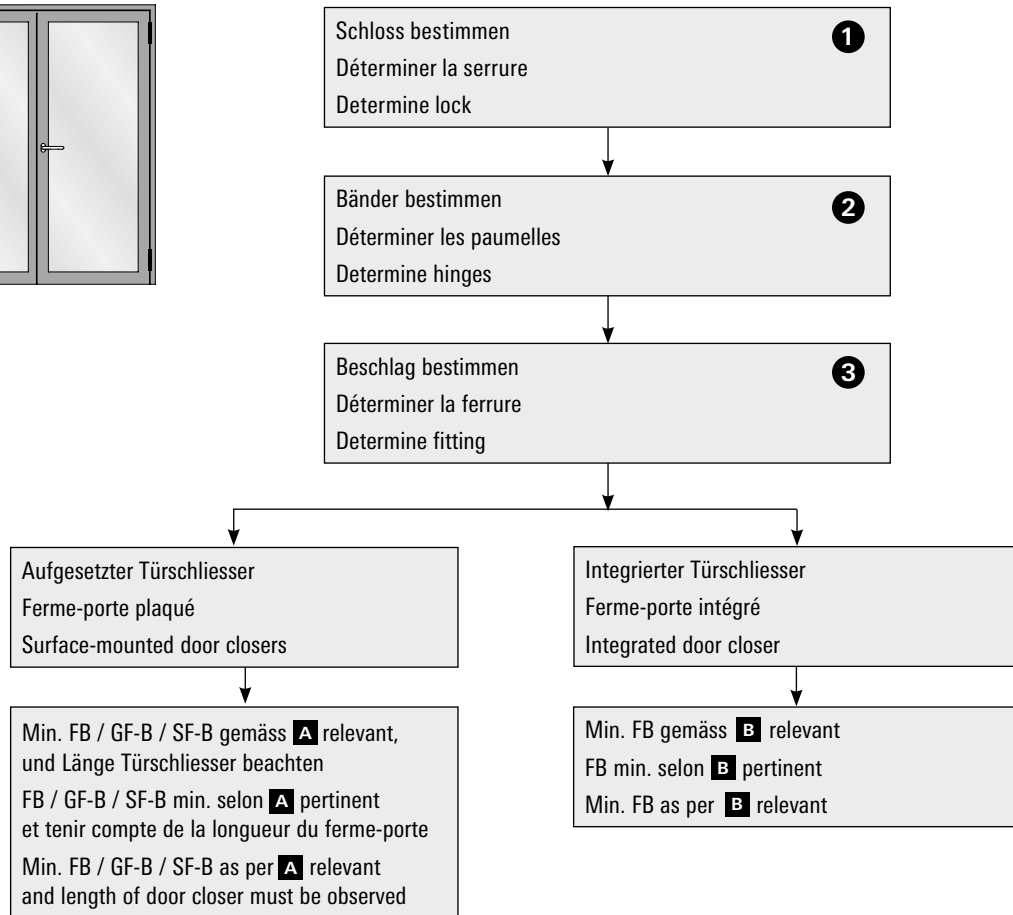 Schloss bestimmen
1
Déterminer la serrure
Determine lock
Bänder bestimmen
2
Déterminer les paumelles
Determine hinges
Beschlag bestimmen
3
Déterminer la ferrure
Determine fitting
Aufgesetzter Türschliesser
Ferme-porte plaqué
Surface-mounted door closers
Integrierter Türschliesser
Ferme-porte intégré
Integrated door closer
Min. FB / GF-B / SF-B gemäss A relevant,
und Länge Türschliesser beachten
FB / GF-B / SF-B min. selon A pertinent
et tenir compte de la longueur du ferme-porte
Min. FB / GF-B / SF-B as per A relevant
and length of door closer must be observed
Min. FB gemäss B relevant
FB min. selon B pertinent
Min. FB as per B relevant